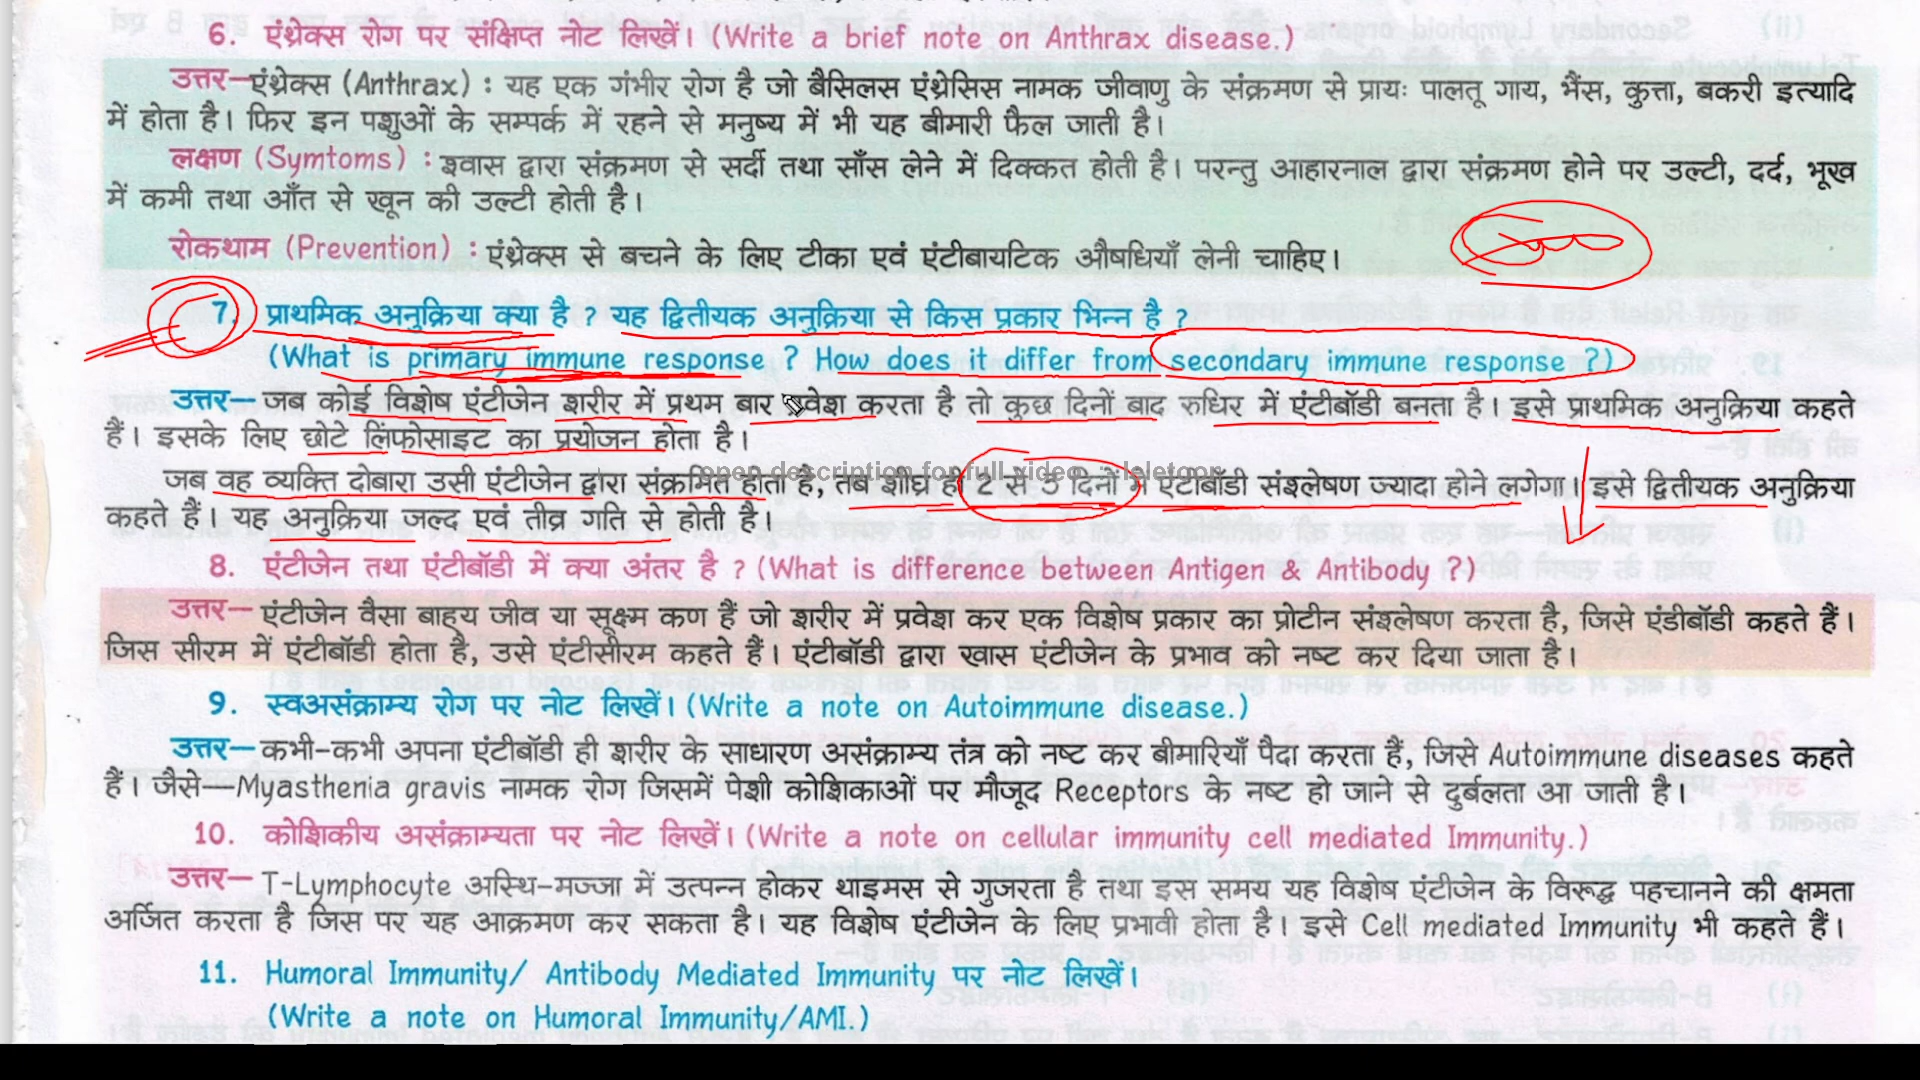 6. एंथ्रेक्स रोग पर संक्षिप्त नोट लिखें। (Write a brief note on Anthrax disease.)
उत्तर—एंथ्रेक्स (Anthrax) : यह एक गंभीर रोग है जो बैसिलस एंथ्रेसिस नामक जीवाणु के संक्रमण से प्रायः पालतू गाय, भैंस, कुत्ता, बकरी इत्यादि
में होता है। फिर इन पशुओं के सम्पर्क में रहने से मनुष्य में भी यह बीमारी फैल जाती है।
लक्षण (Symtoms) : श्वास द्वारा संक्रमण से सर्दी तथा साँस लेने में दिक्कत होती है। परन्तु आहारनाल द्वारा संक्रमण होने पर उल्टी, दर्द, भूख
में कमी तथा आँत से खून की उल्टी होती है।
रोकथाम (Prevention) : एंथ्रेक्स से बचने के लिए टीका एवं एंटीबायटिक औषधियाँ लेनी चाहिए।
7. प्राथमिक अनुक्रिया क्या है ? यह द्वितीयक अनुक्रिया से किस प्रकार भिन्न है ?
(What is primary immune response ? How does it differ from secondary immune response ?)
उत्तर—जब कोई विशेष एंटीजेन शरीर में प्रथम बार प्रवेश करता है तो कुछ दिनों बाद रुधिर में एंटीबॉडी बनता है। इसे प्राथमिक अनुक्रिया कहते
हैं। इसके लिए छोटे लिंफोसाइट का प्रयोजन होता है।
open description for full video
जब वह व्यक्ति दोबारा उसी एंटीजेन द्वारा संक्रमित होता है, तब शीघ्र ही 2 से 5 दिनों में एंटीबॉडी संश्लेषण ज्यादा होने लगेगा। इसे द्वितीयक अनुक्रिया
कहते हैं। यह अनुक्रिया जल्द एवं तीव्र गति से होती है।
8. एंटीजेन तथा एंटीबॉडी में क्या अंतर है ? (What is difference between Antigen & Antibody ?)
उत्तर—एंटीजेन वैसा बाह्य जीव या सूक्ष्म कण हैं जो शरीर में प्रवेश कर एक विशेष प्रकार का प्रोटीन संश्लेषण करता है, जिसे एंडीबॉडी कहते हैं।
जिस सीरम में एंटीबॉडी होता है, उसे एंटीसीरम कहते हैं। एंटीबॉडी द्वारा खास एंटीजेन के प्रभाव को नष्ट कर दिया जाता है।
9. स्वअसंक्राम्य रोग पर नोट लिखें। (Write a note on Autoimmune disease.)
उत्तर—कभी-कभी अपना एंटीबॉडी ही शरीर के साधारण असंक्राम्य तंत्र को नष्ट कर बीमारियाँ पैदा करता है, जिसे Autoimmune diseases कहते
हैं। जैसे—Myasthenia gravis नामक रोग जिसमें पेशी कोशिकाओं पर मौजूद Receptors के नष्ट हो जाने से दुर्बलता आ जाती है।
10. कोशिकीय असंक्राम्यता पर नोट लिखें। (Write a note on cellular immunity cell mediated Immunity.)
उत्तर—T-Lymphocyte अस्थि-मज्जा में उत्पन्न होकर थाइमस से गुजरता है तथा इस समय यह विशेष एंटीजेन के विरूद्ध पहचानने की क्षमता
अर्जित करता है जिस पर यह आक्रमण कर सकता है। यह विशेष एंटीजेन के लिए प्रभावी होता है। इसे Cell mediated Immunity भी कहते हैं।
11. Humoral Immunity/ Antibody Mediated Immunity पर नोट लिखें।
(Write a note on Humoral Immunity/AMI.)